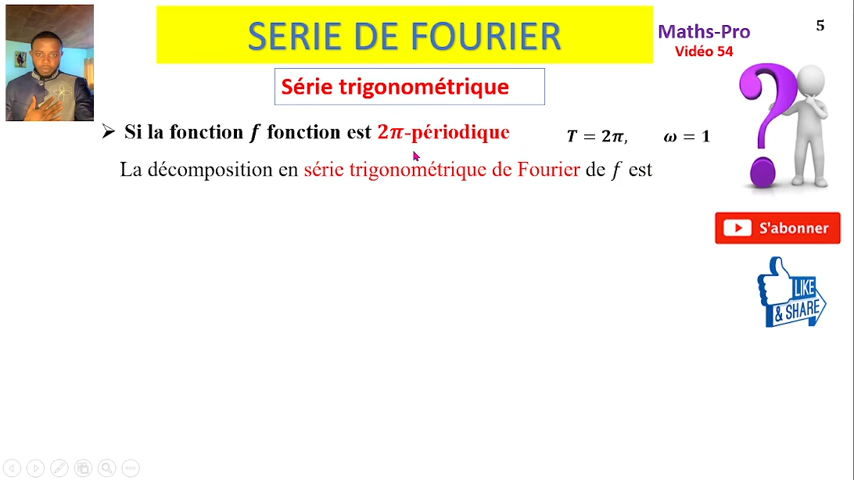 SERIE DE FOURIER
Maths-Pro
Vidéo 54
5
Série trigonométrique
➤ Si la fonction f fonction est 2π-périodique
T = 2π, ω = 1
La décomposition en série trigonométrique de Fourier de f est
S'abonner
LIKE
& SHARE